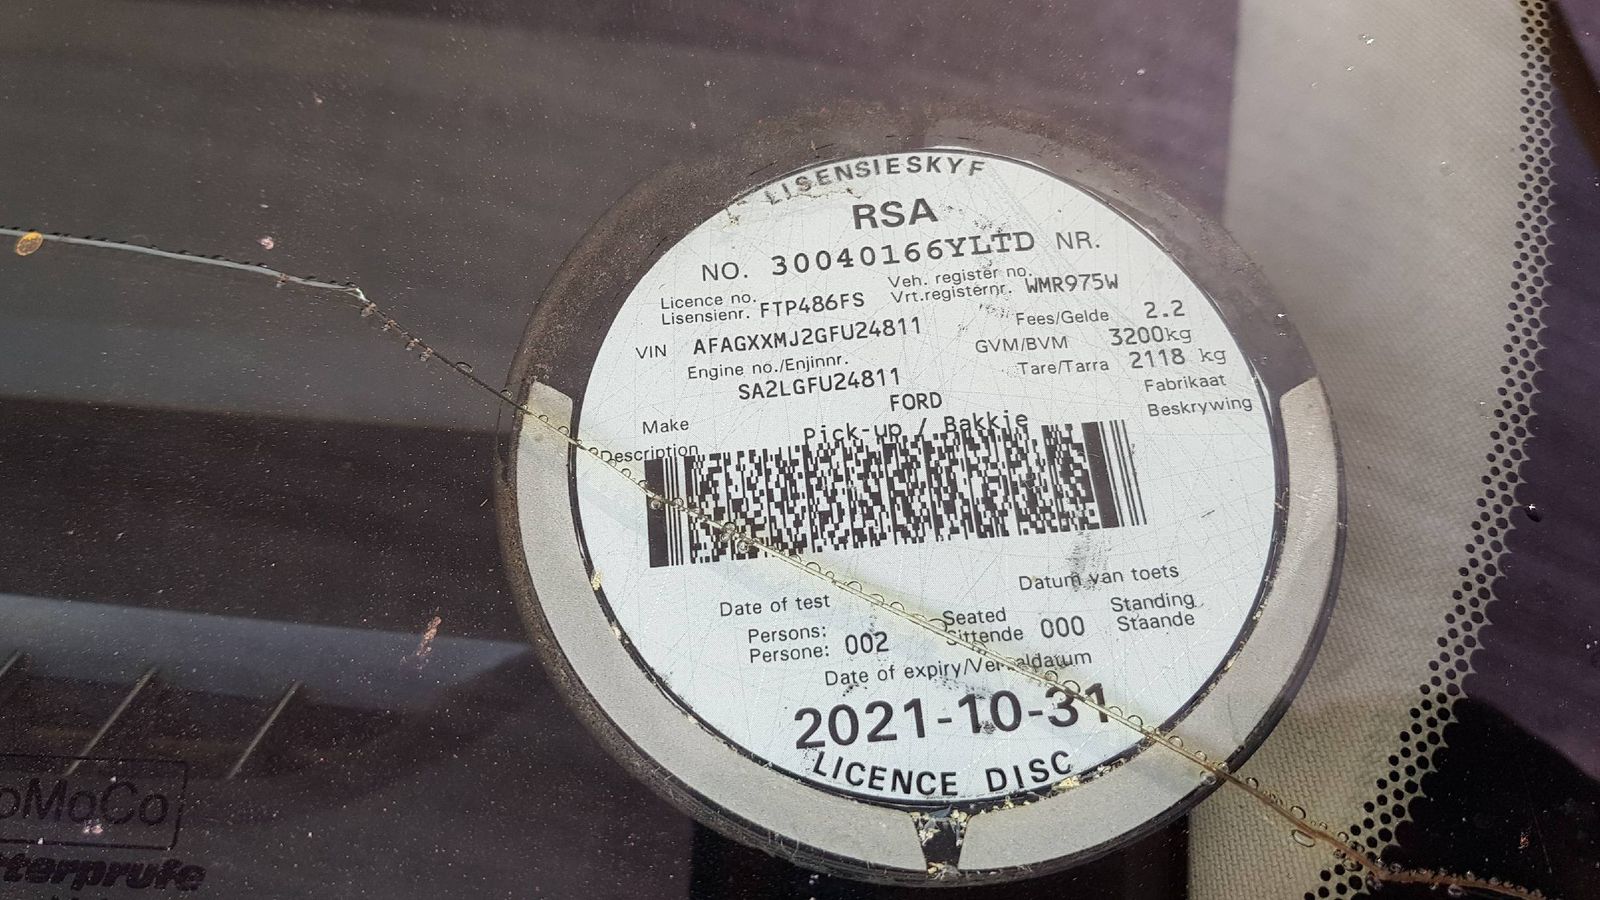 LISENSIESKYF
RSA
NO. 30040166YLTD NR.
Licence no. Lisensienr. FTP486FS Veh. register no. Vrt.registernr. WMR975W
VIN AFAGXXMJ2GFU24811 Fees/Gelde 2.2
Engine no./Enjinnr. GVM/BVM 3200kg
SA2LGFU24811 Tare/Tarra 2118 kg
Make FORD Fabrikaat
Description Pick-up / Bakkie Beskrywing
Date of test Datum van toets
Persons: Persone: 002 Seated Sittende 000 Standing Staande
Date of expiry/Vervaldatum
2021-10-31
LICENCE DISC
oMoCo